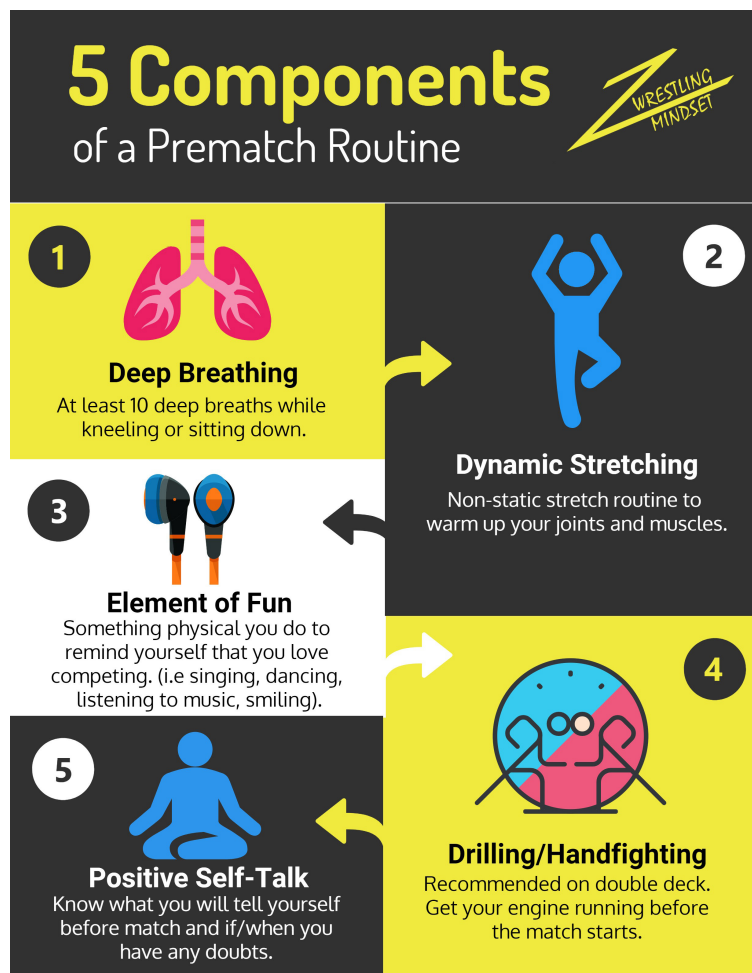 5 Components
of a Prematch Routine
WRESTLING
MINDSET
1
Deep Breathing
At least 10 deep breaths while
kneeling or sitting down.
2
Dynamic Stretching
Non-static stretch routine to
warm up your joints and muscles.
3
Element of Fun
Something physical you do to
remind yourself that you love
competing. (i.e singing, dancing,
listening to music, smiling).
4
Drilling/Handfighting
Recommended on double deck.
Get your engine running before
the match starts.
5
Positive Self-Talk
Know what you will tell yourself
before match and if/when you
have any doubts.